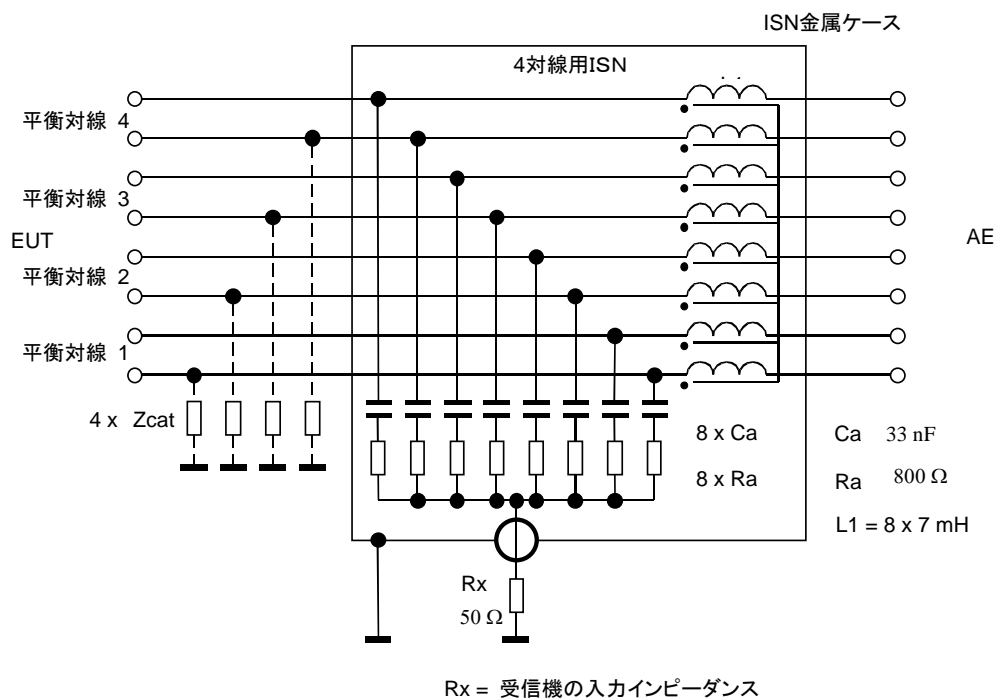 ISN金属ケース
4対線用ISN
平衡対線 4
平衡対線 3
EUT
AE
平衡対線 2
平衡対線 1
4 x Zcat
8 x Ca
Ca 33 nF
8 x Ra
Ra 800 Ω
L1 = 8 x 7 mH
Rx
50 Ω
Rx = 受信機の入力インピーダンス